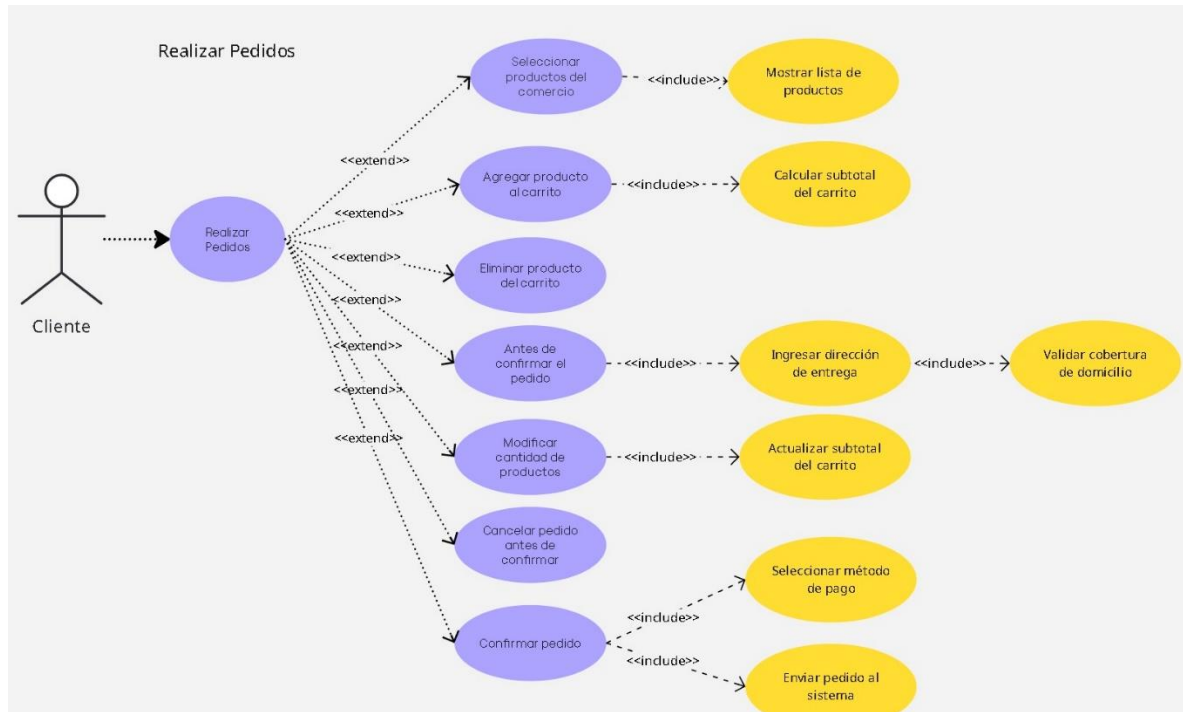 Realizar Pedidos
Cliente
Realizar
Pedidos
<<extend>>
<<extend>>
<<extend>>
<<extend>>
<<extend>>
<<extend>>
<<extend>>
Seleccionar
productos del
comercio
<<include>>
Mostrar lista de
productos
Agregar producto
al carrito
<<include>>
Calcular subtotal
del carrito
Eliminar producto
del carrito
Antes de
confirmar el
pedido
<<include>>
Ingresar dirección
de entrega
<<include>>
Validar cobertura
de domicilio
Modificar
cantidad de
productos
<<include>>
Actualizar subtotal
del carrito
Cancelar pedido
antes de
confirmar
Confirmar pedido
<<include>>
Seleccionar método
de pago
<<include>>
Enviar pedido al
sistema